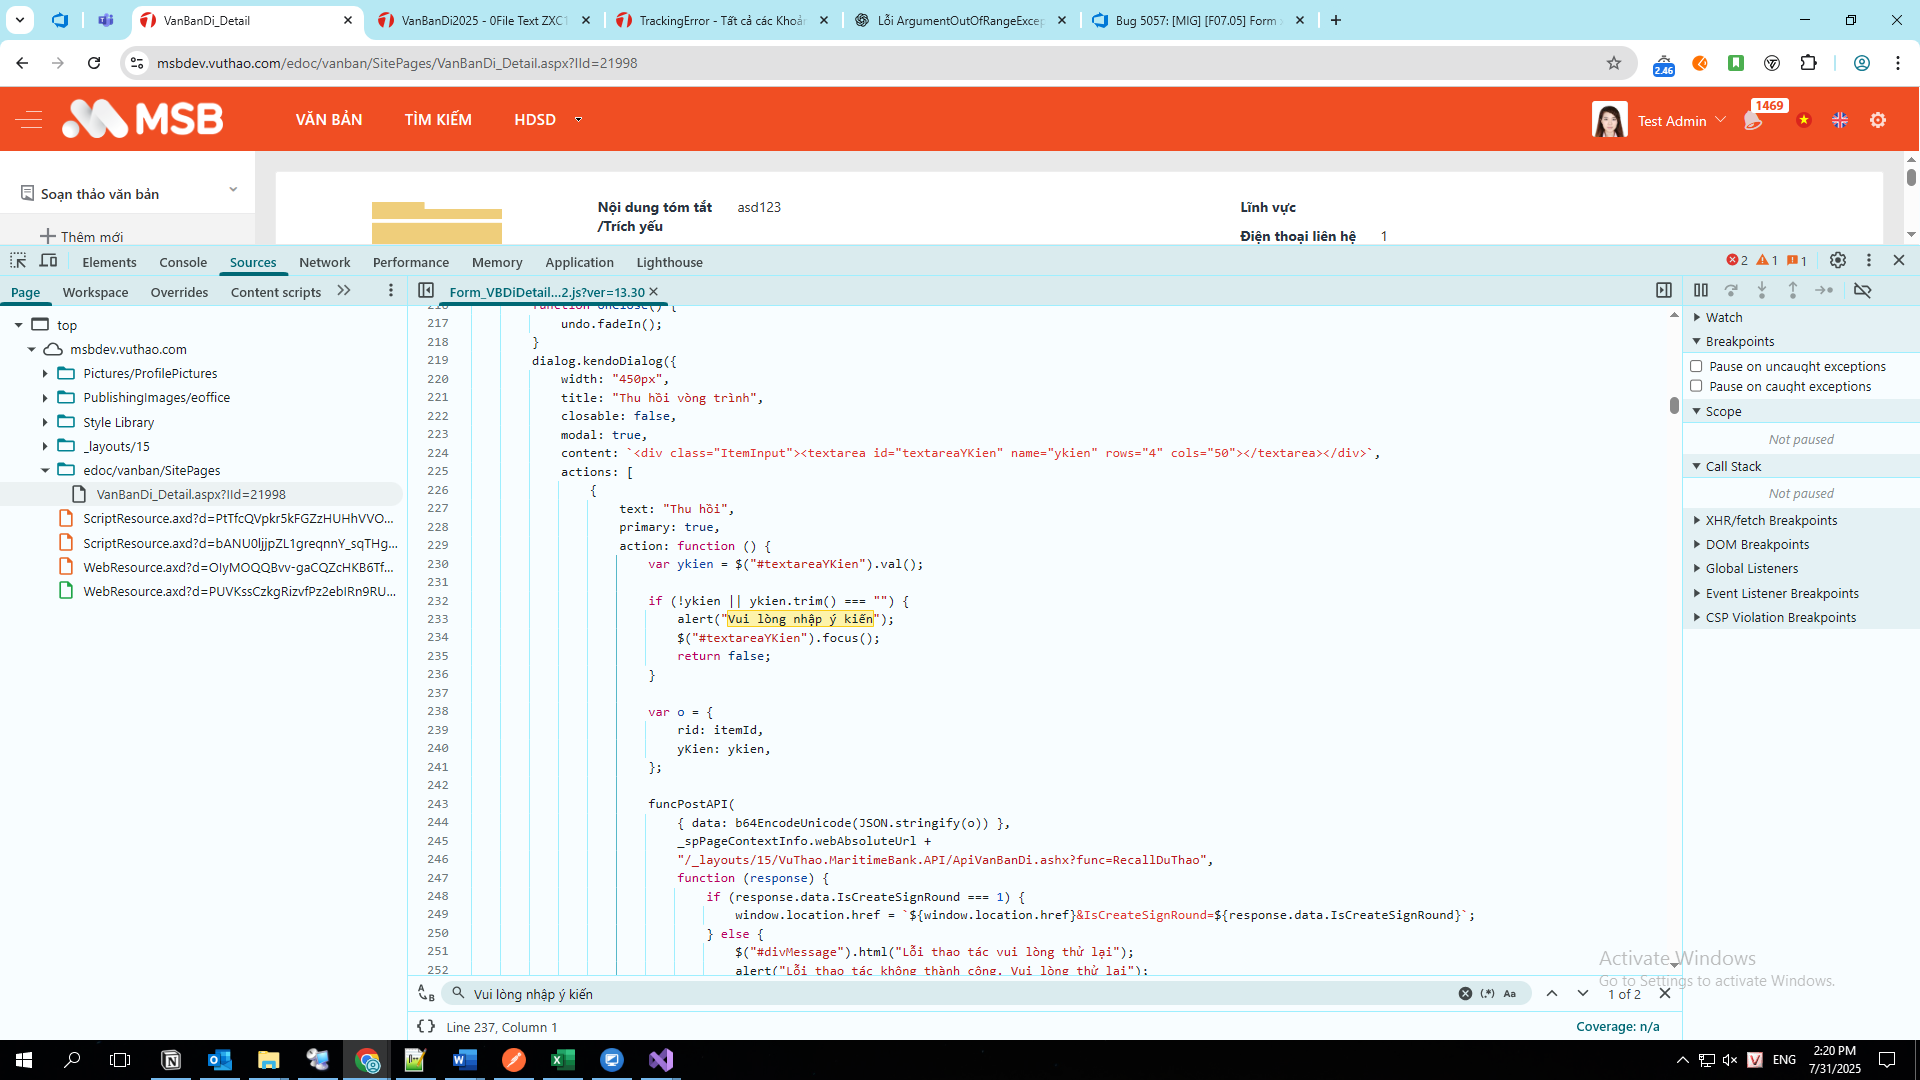 VanBanDi_Detail
VanBanDi2025 - 0File Text ZXC1
TrackingError - Tất cả các Khoản
Lỗi ArgumentOutOfRangeExcep
Bug 5057: [MIG] [F07.05] Form x
msbdev.vuthao.com/edoc/vanban/SitePages/VanBanDi_Detail.aspx?IId=21998
2.46
MSB
VĂN BẢN
TÌM KIẾM
HDSD
Test Admin
1469
Soạn thảo văn bản
Thêm mới
Nội dung tóm tắt
/Trích yếu
asd123
Lĩnh vực
Điện thoại liên hệ
1
Elements
Console
Sources
Network
Performance
Memory
Application
Lighthouse
2
1
1
Page
Workspace
Overrides
Content scripts
Form_VBDiDetail...2.js?ver=13.30
top
msbdev.vuthao.com
Pictures/ProfilePictures
PublishingImages/eoffice
Style Library
_layouts/15
edoc/vanban/SitePages
VanBanDi_Detail.aspx?IId=21998
ScriptResource.axd?d=PtTfcQVpkr5kFGZzHUHhVVO...
ScriptResource.axd?d=bANU0ljjpZL1greqnnY_sqTHg...
WebResource.axd?d=OIyMOQQBvv-gaCQZcHKB6Tf...
WebResource.axd?d=PUVKssCzkgRizvfPz2ebIRn9RU...
216 function onClose() {
217 undo.fadeIn();
218 }
219 dialog.kendoDialog({
220 width: "450px",
221 title: "Thu hồi vòng trình",
222 closable: false,
223 modal: true,
224 content: `<div class="ItemInput"><textarea id="textareaYKien" name="ykien" rows="4" cols="50"></textarea></div>`,
225 actions: [
226 {
227 text: "Thu hồi",
228 primary: true,
229 action: function () {
230 var ykien = $("#textareaYKien").val();
231
232 if (!ykien || ykien.trim() === "") {
233 alert("Vui lòng nhập ý kiến");
234 $("#textareaYKien").focus();
235 return false;
236 }
237
238 var o = {
239 rid: itemId,
240 yKien: ykien,
241 };
242
243 funcPostAPI(
244 { data: b64EncodeUnicode(JSON.stringify(o)) },
245 _spPageContextInfo.webAbsoluteUrl +
246 "/_layouts/15/VuThao.MaritimeBank.API/ApiVanBanDi.ashx?func=RecallDuThao",
247 function (response) {
248 if (response.data.IsCreateSignRound === 1) {
249 window.location.href = `${window.location.href}&IsCreateSignRound=${response.data.IsCreateSignRound}`;
250 } else {
251 $("#divMessage").html("Lỗi thao tác vui lòng thử lại");
252 alert("Lỗi thao tác không thành công. Vui lòng thử lại");
Watch
Breakpoints
Pause on uncaught exceptions
Pause on caught exceptions
Scope
Not paused
Call Stack
Not paused
XHR/fetch Breakpoints
DOM Breakpoints
Global Listeners
Event Listener Breakpoints
CSP Violation Breakpoints
Activate Windows
Go to Settings to activate Windows.
Vui lòng nhập ý kiến
(.*)
Aa
1 of 2
{} Line 237, Column 1
Coverage: n/a
ENG
2:20 PM
7/31/2025